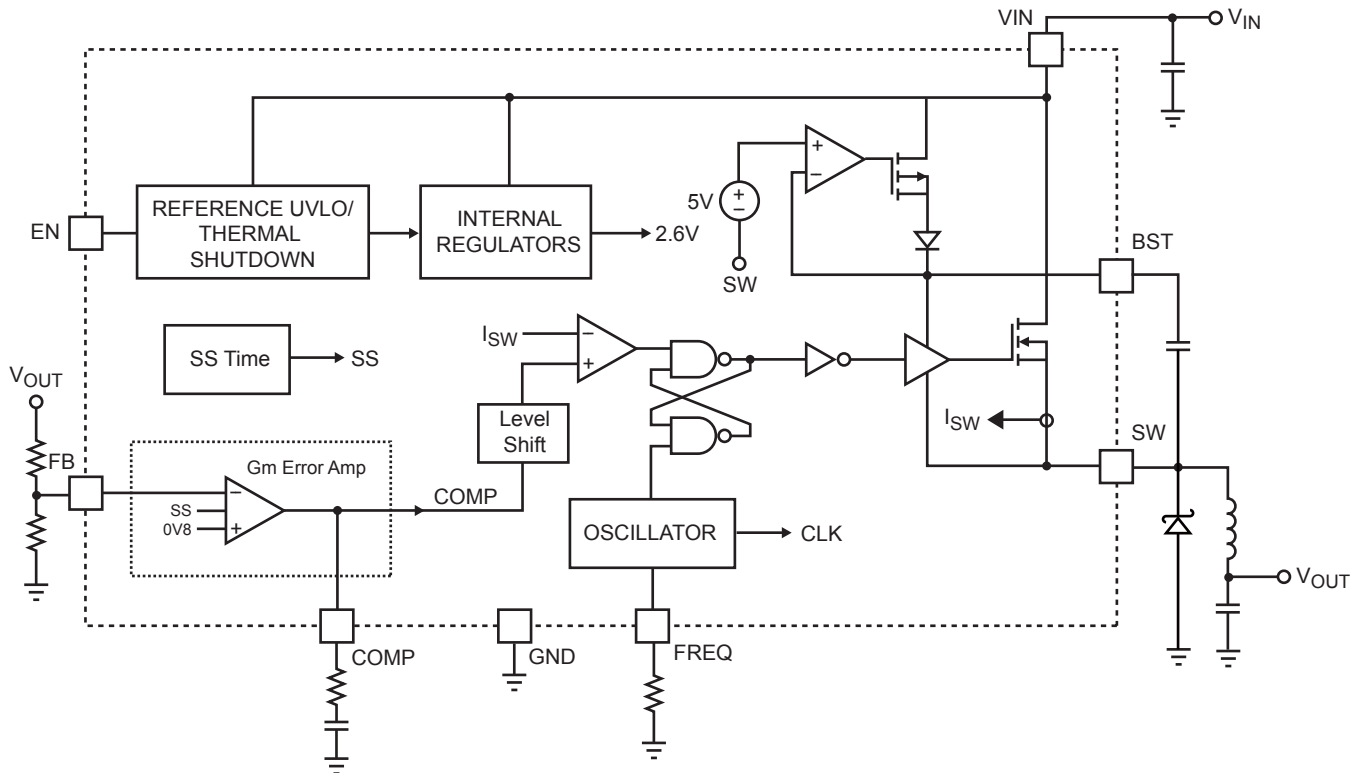 VIN
V_IN
EN
REFERENCE UVLO/
THERMAL
SHUTDOWN
INTERNAL
REGULATORS
2.6V
5V
+
−
SW
+
−
BST
SS Time
SS
I_SW
−
+
Level
Shift
V_OUT
FB
Gm Error Amp
−
SS
0V8
+
COMP
OSCILLATOR
CLK
I_SW
SW
V_OUT
COMP
GND
FREQ